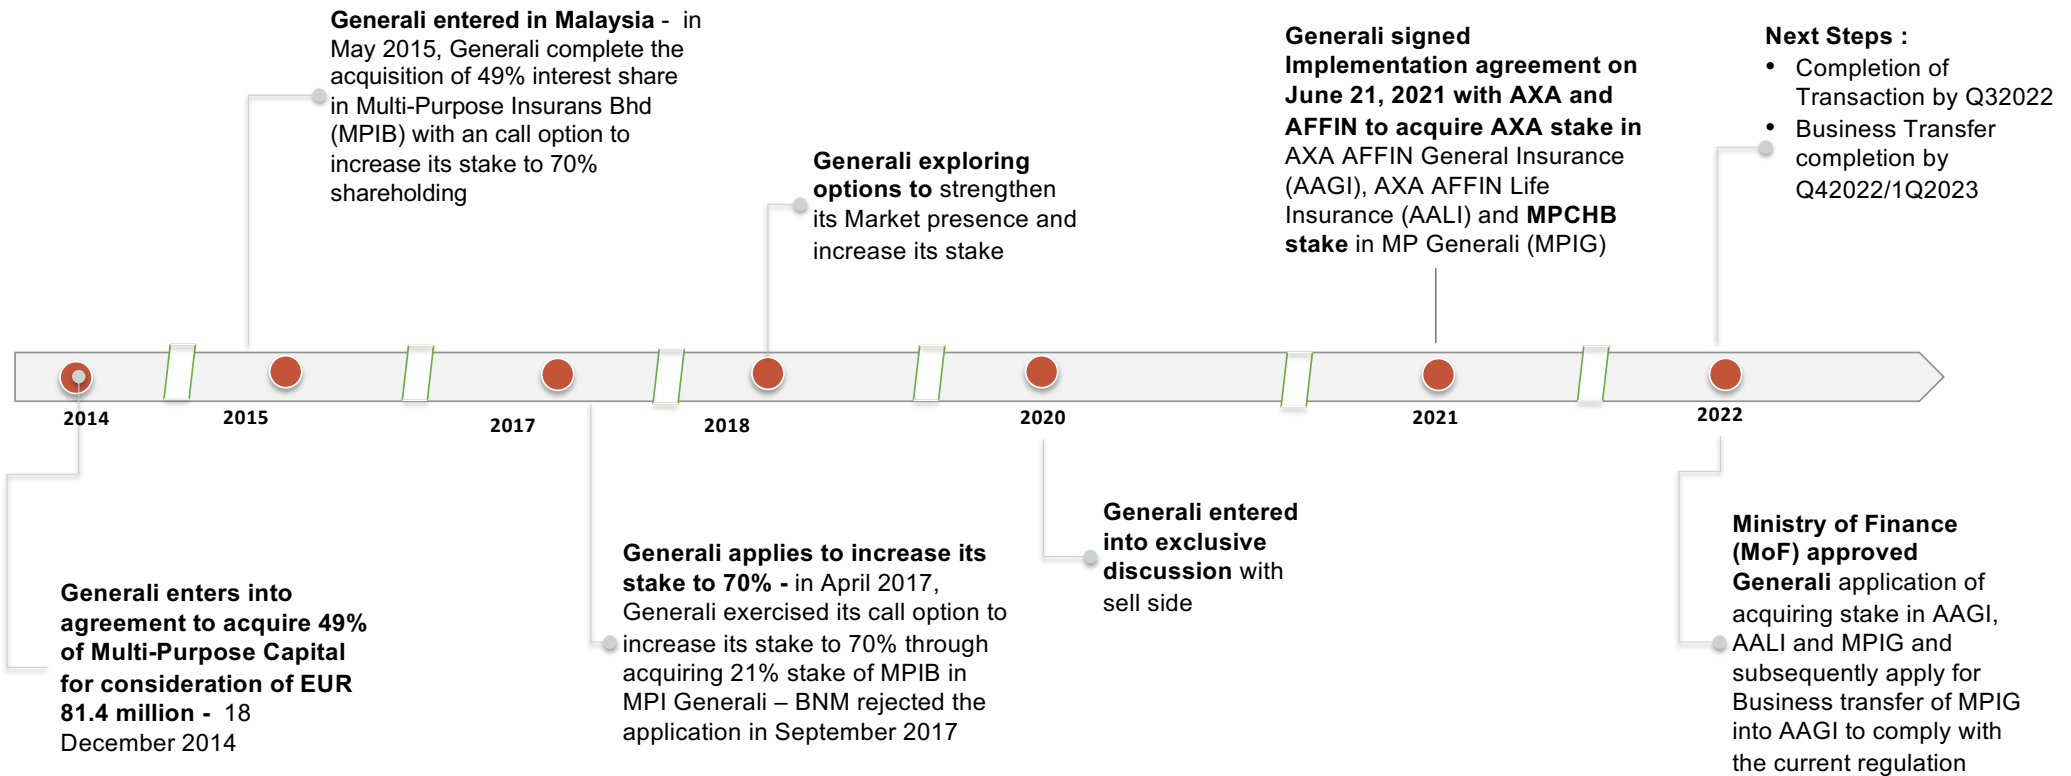 Generali entered in Malaysia - in
May 2015, Generali complete the
acquisition of 49% interest share
in Multi-Purpose Insurans Bhd
(MPIB) with an call option to
increase its stake to 70%
shareholding
Generali exploring
options to strengthen
its Market presence and
increase its stake
Generali signed
Implementation agreement on
June 21, 2021 with AXA and
AFFIN to acquire AXA stake in
AXA AFFIN General Insurance
(AAGI), AXA AFFIN Life
Insurance (AALI) and MPCHB
stake in MP Generali (MPIG)
Next Steps :
• Completion of
Transaction by Q32022
• Business Transfer
completion by
Q42022/1Q2023
2014
2015
2017
2018
2020
2021
2022
Generali enters into
agreement to acquire 49%
of Multi-Purpose Capital
for consideration of EUR
81.4 million - 18
December 2014
Generali applies to increase its
stake to 70% - in April 2017,
Generali exercised its call option to
increase its stake to 70% through
acquiring 21% stake of MPIB in
MPI Generali – BNM rejected the
application in September 2017
Generali entered
into exclusive
discussion with
sell side
Ministry of Finance
(MoF) approved
Generali application of
acquiring stake in AAGI,
AALI and MPIG and
subsequently apply for
Business transfer of MPIG
into AAGI to comply with
the current regulation